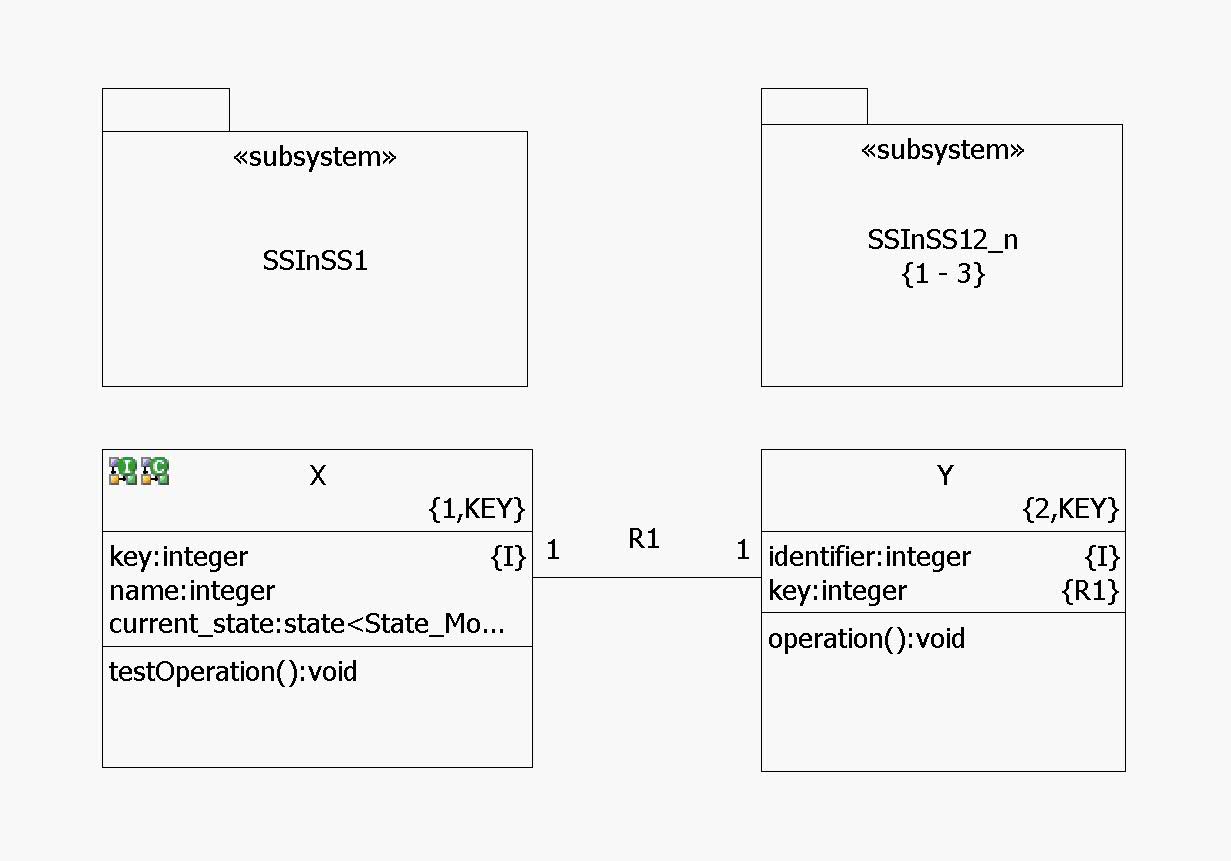 «subsystem»
SSInSS1
«subsystem»
SSInSS12_n
{1 - 3}
I C
X
{1,KEY}
key:integer {I}
name:integer
current_state:state<State_Mo...
testOperation():void
1 R1 1
Y
{2,KEY}
identifier:integer {I}
key:integer {R1}
operation():void